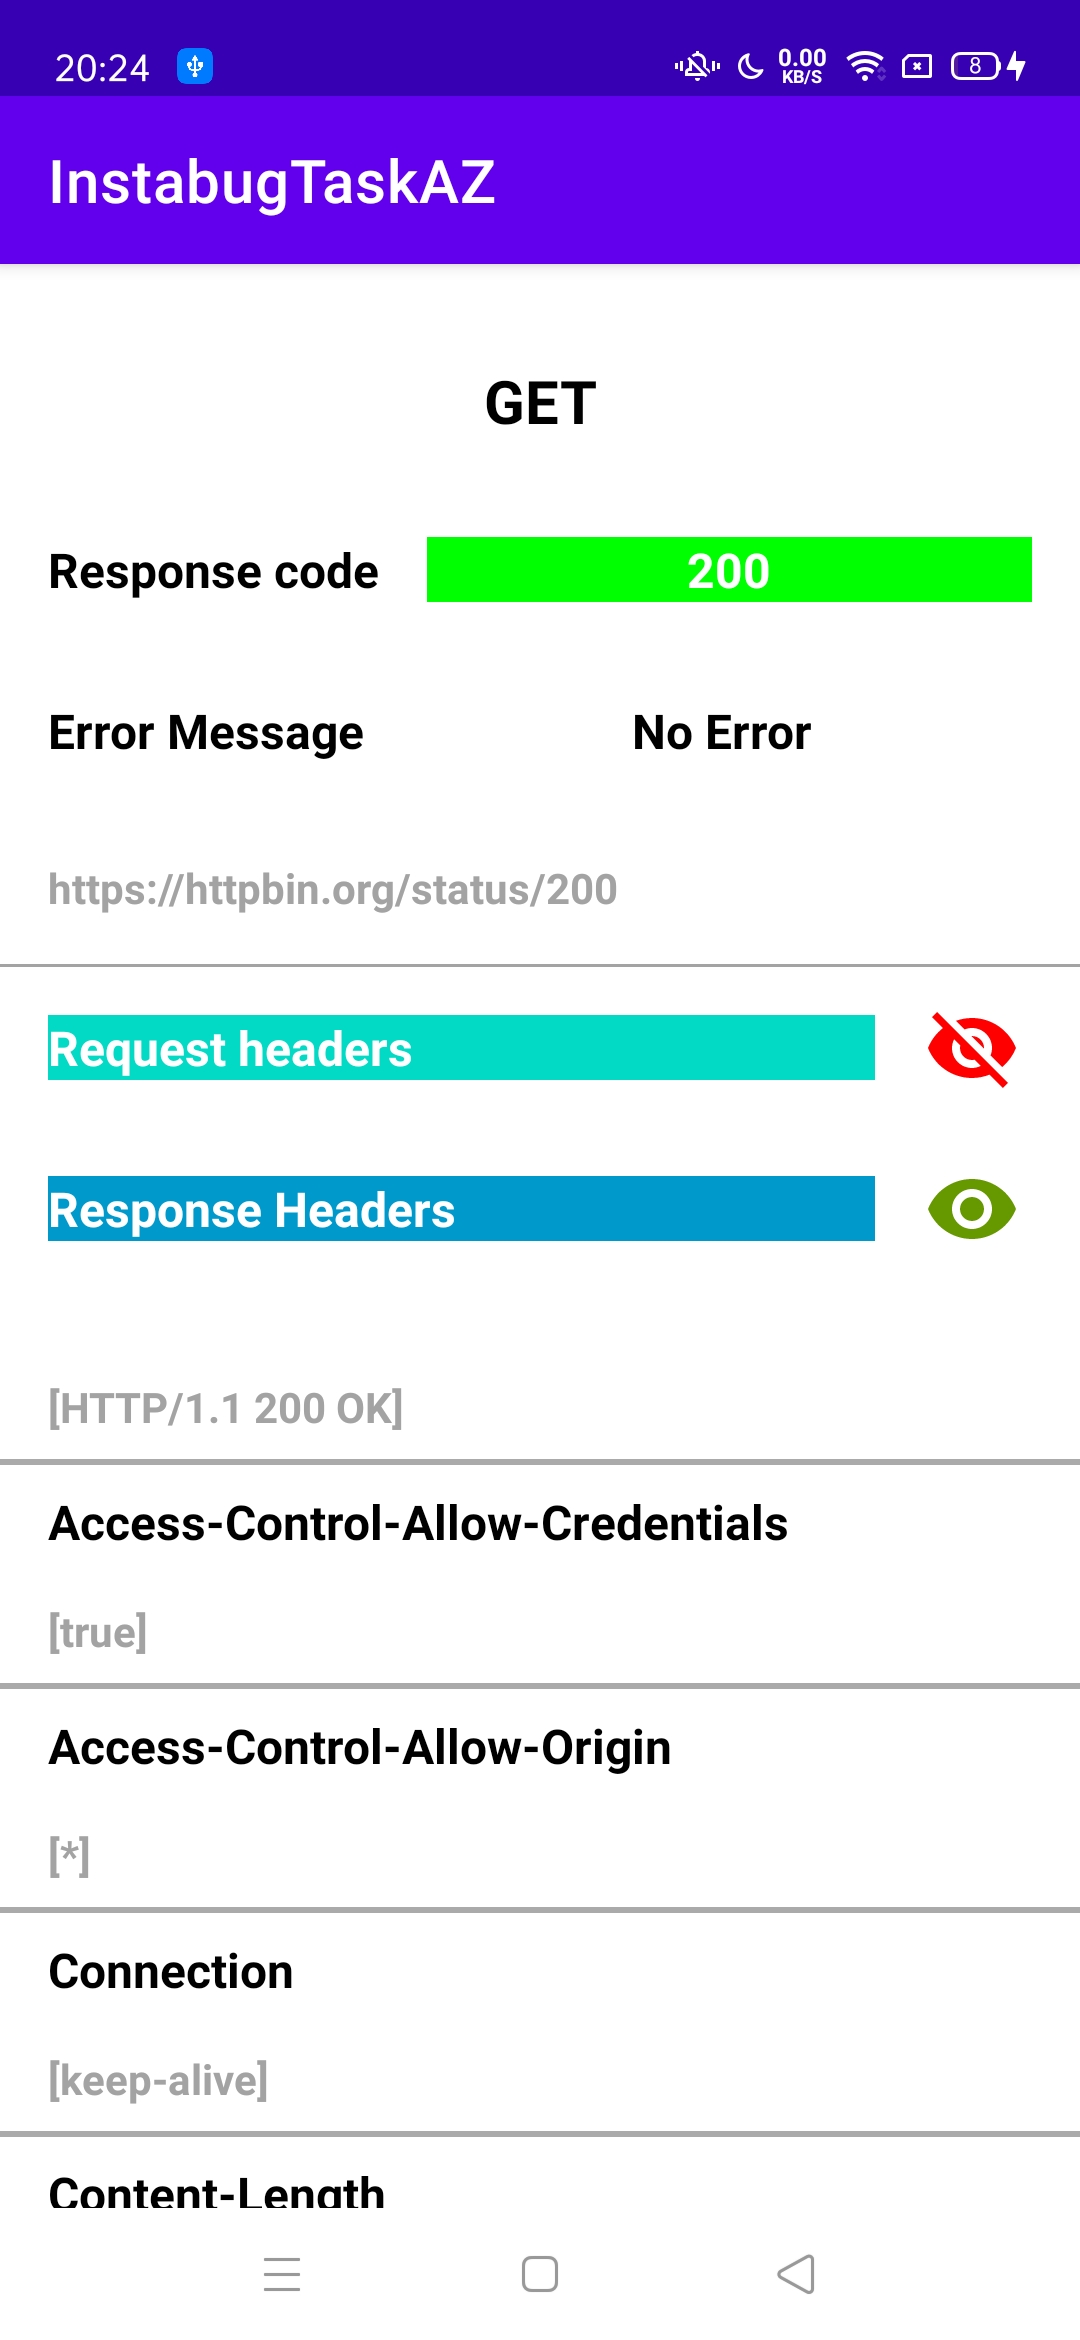 20:24
0.00
KB/S
8
InstabugTaskAZ
GET
Response code 200
Error Message No Error
https://httpbin.org/status/200
Request headers
Response Headers
[HTTP/1.1 200 OK]
Access-Control-Allow-Credentials
[true]
Access-Control-Allow-Origin
[*]
Connection
[keep-alive]
Content-Length